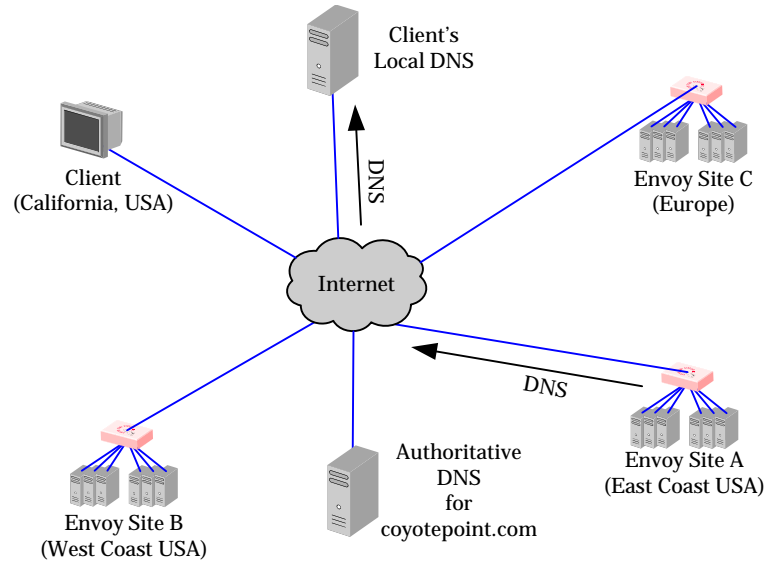 Client's
Local DNS
DNS
Client
(California, USA)
Envoy Site C
(Europe)
Internet
DNS
Authoritative
DNS
for
coyotepoint.com
Envoy Site A
(East Coast USA)
Envoy Site B
(West Coast USA)